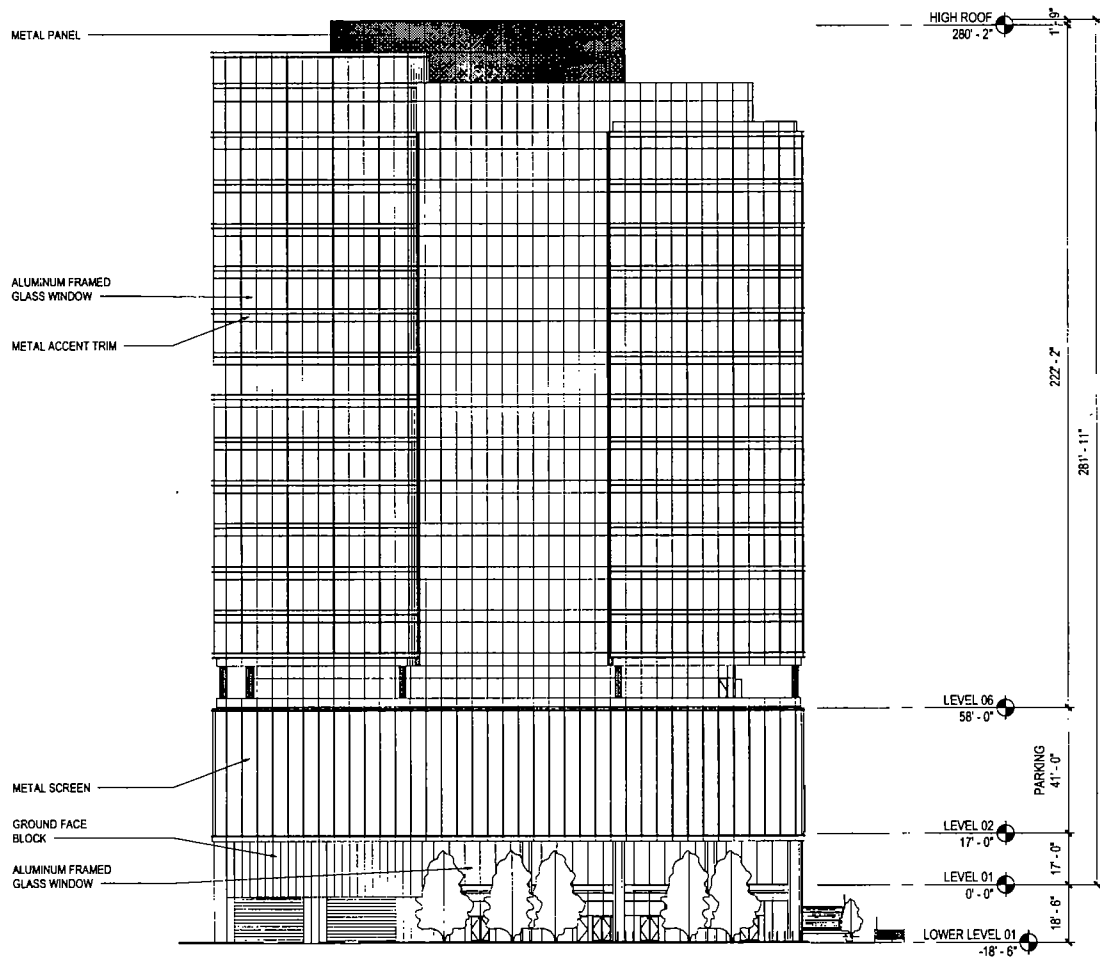 METAL PANEL
ALUMINUM FRAMED
GLASS WINDOW
METAL ACCENT TRIM
METAL SCREEN
GROUND FACE
BLOCK
ALUMINUM FRAMED
GLASS WINDOW
HIGH ROOF
280' - 2"
1' - 9"
222' - 2"
281' - 11"
LEVEL 06
58' - 0"
PARKING
41' - 0"
LEVEL 02
17' - 0"
17' - 0"
LEVEL 01
0' - 0"
18' - 6"
LOWER LEVEL 01
-18' - 6"